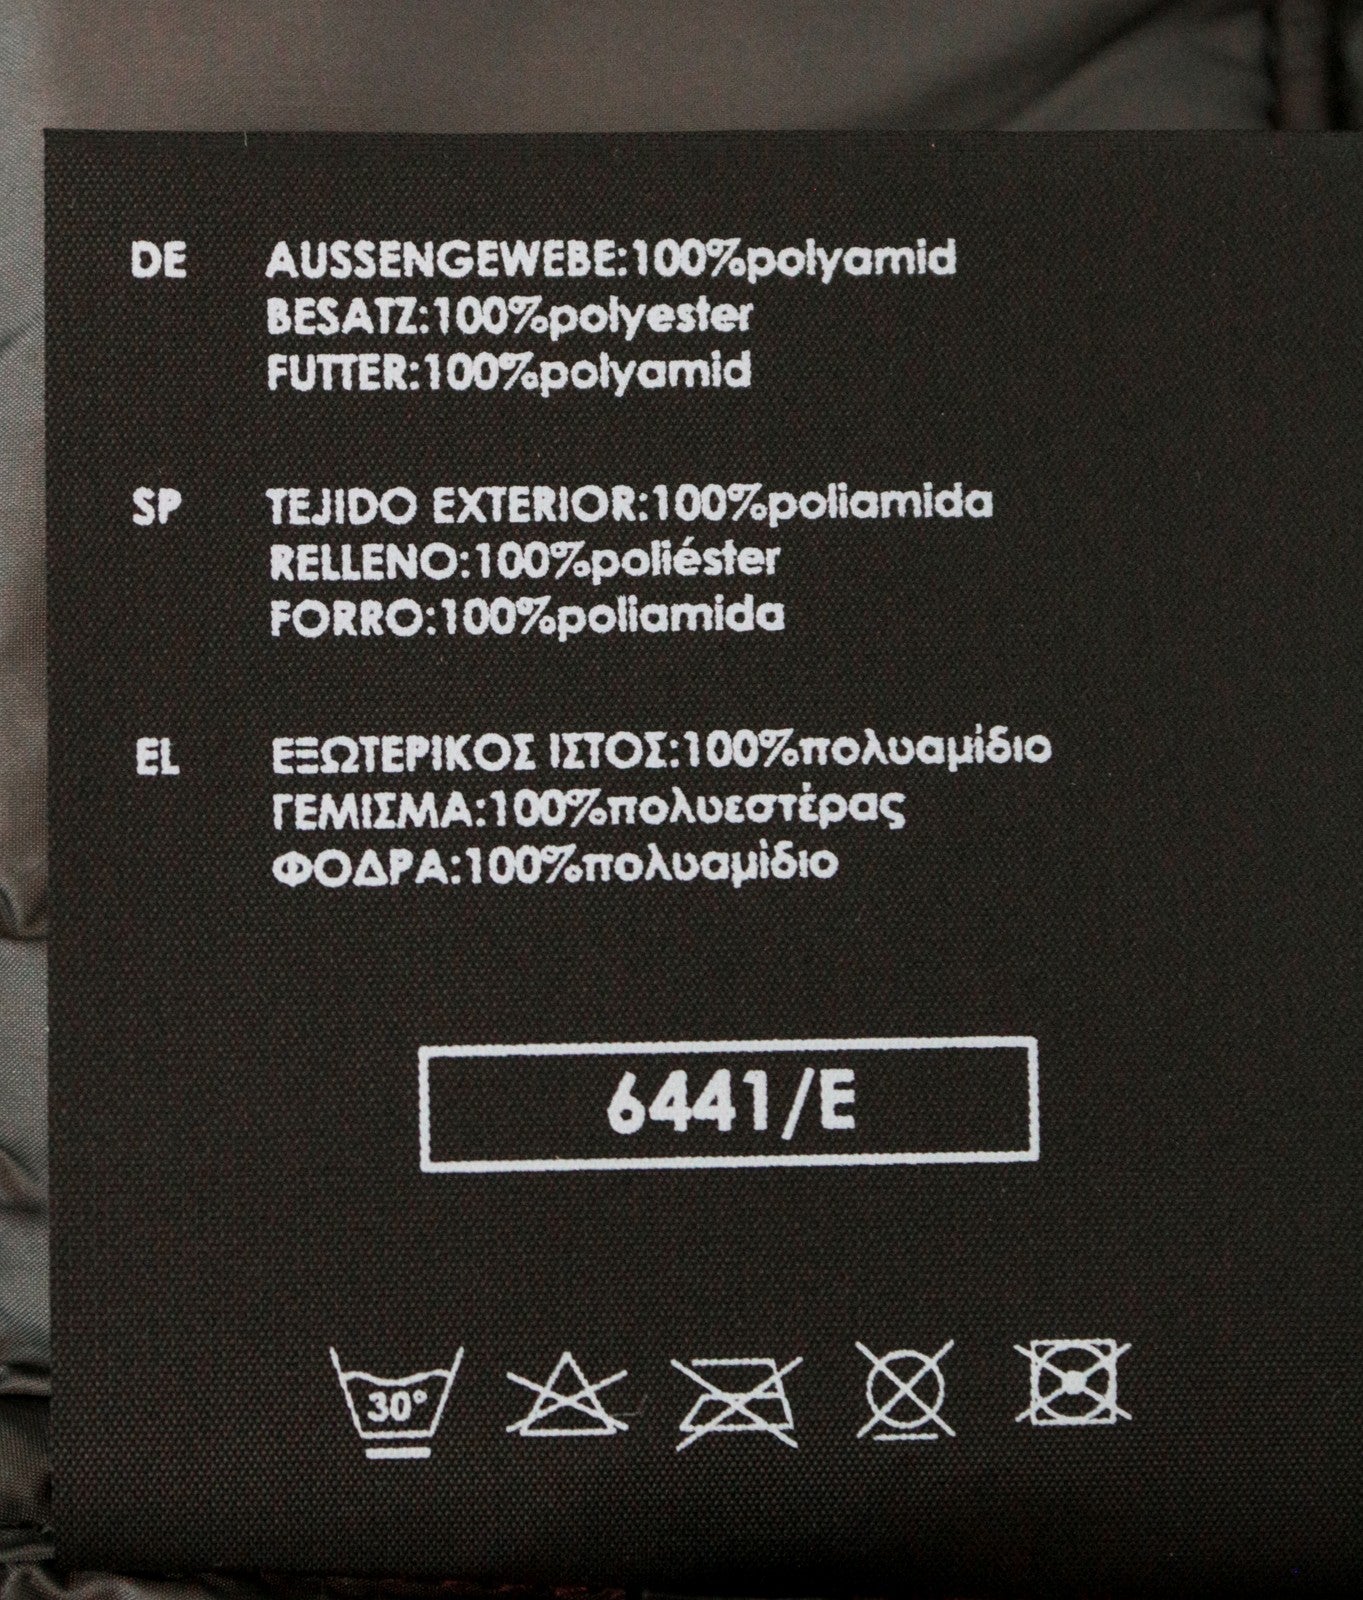 DE AUSSENGEWEBE:100%polyamid
BESATZ:100%polyester
FUTTER:100%polyamid
SP TEJIDO EXTERIOR:100%poliamida
RELLENO:100%poliéster
FORRO:100%poliamida
EL ΕΞΩΤΕΡΙΚΟΣ ΙΣΤΟΣ:100%πολυαμίδιο
ΓΕΜΙΣΜΑ:100%πολυεστέρας
ΦΟΔΡΑ:100%πολυαμίδιο
6441/E
30°